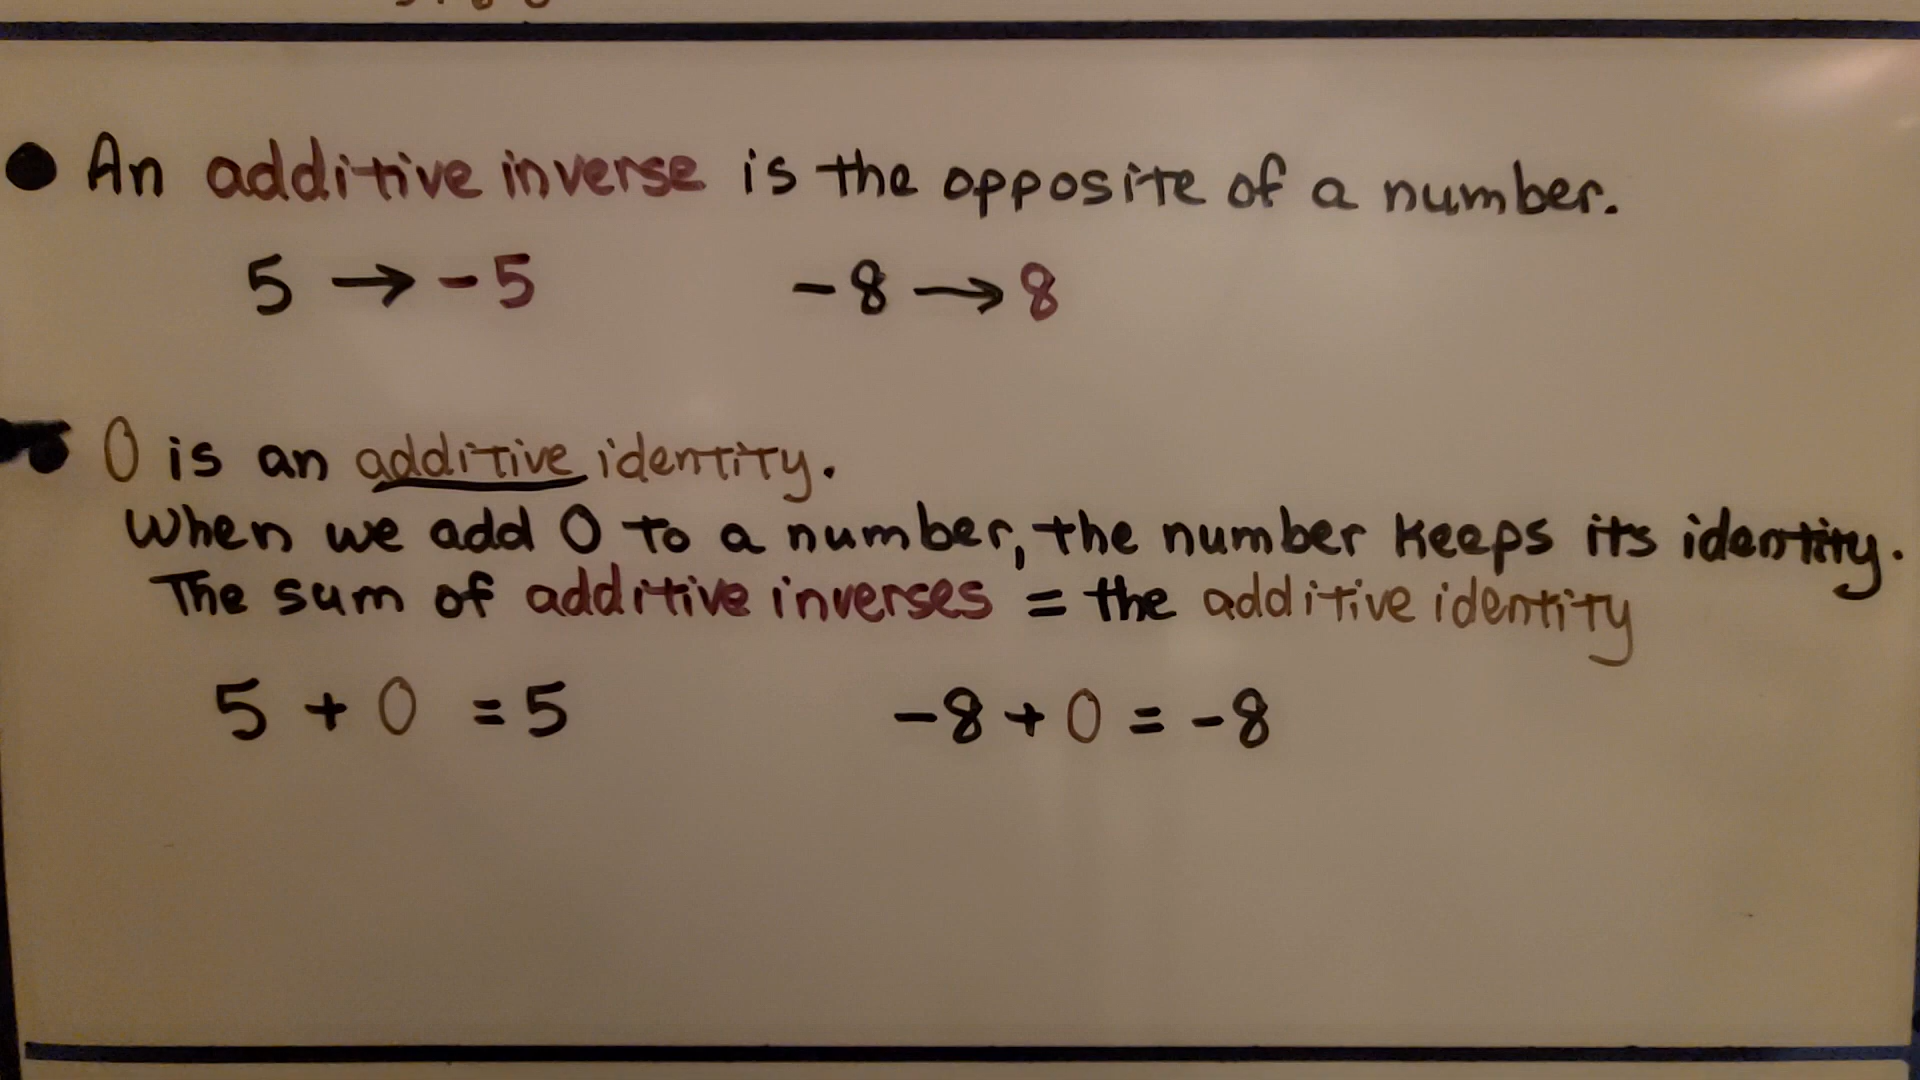 ● An additive inverse is the opposite of a number.
5 → -5 -8 → 8
● 0 is an additive identity.
When we add 0 to a number, the number keeps its identity.
The sum of additive inverses = the additive identity
5 + 0 = 5 -8 + 0 = -8